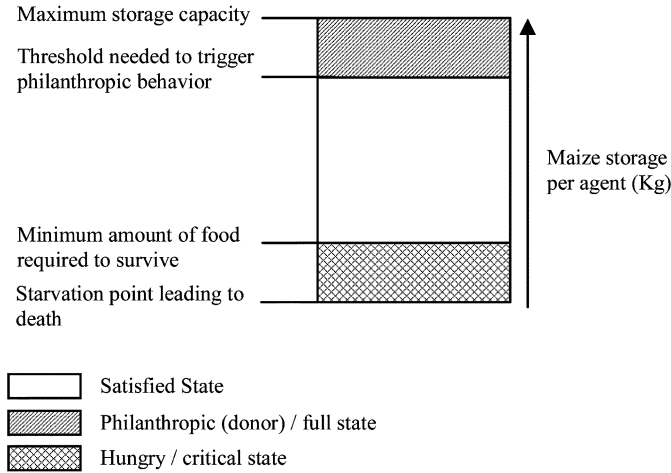 Maximum storage capacity
Threshold needed to trigger
philanthropic behavior
Maize storage
per agent (Kg)
Minimum amount of food
required to survive
Starvation point leading to
death
Satisfied State
Philanthropic (donor) / full state
Hungry / critical state